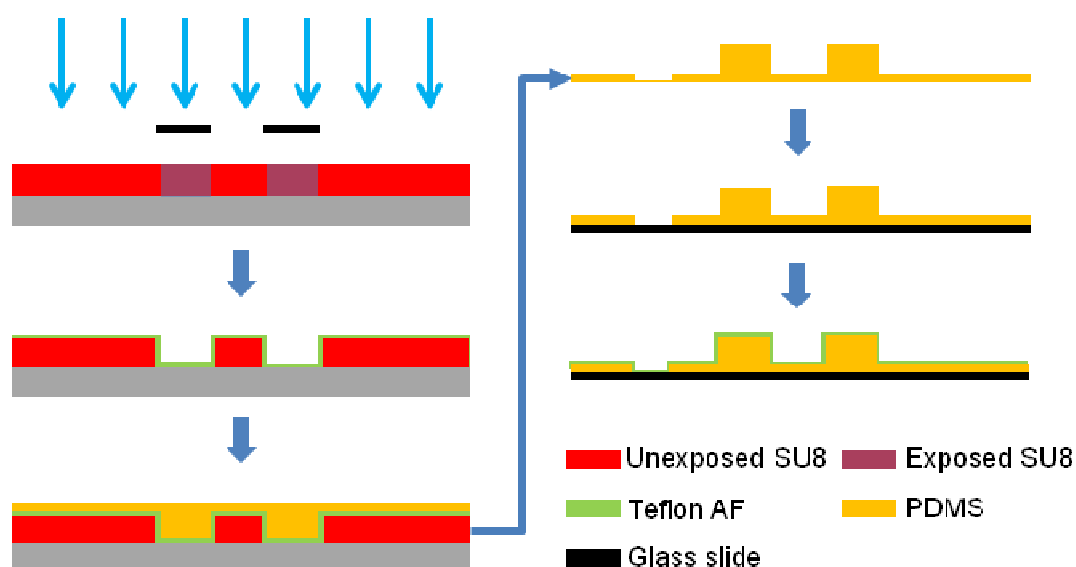 Unexposed SU8
Exposed SU8
Teflon AF
PDMS
Glass slide